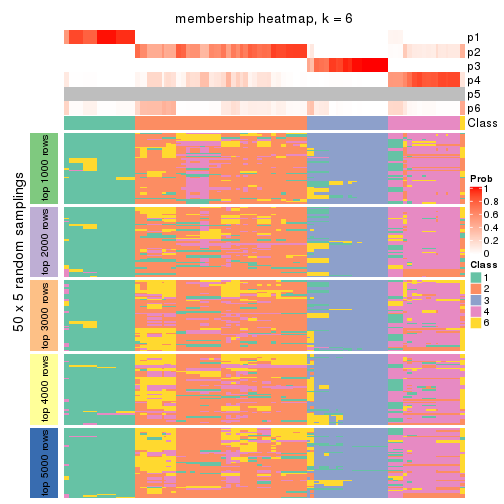 membership heatmap, k = 6
p1
p2
p3
p4
p5
p6
Class
50 x 5 random samplings
top 1000 rows
top 2000 rows
top 3000 rows
top 4000 rows
top 5000 rows
Prob
1
0.8
0.6
0.4
0.2
0
Class
1
2
3
4
6